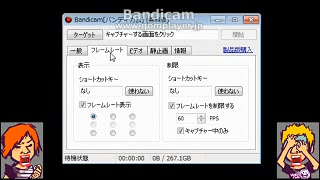 Bandicam
www.bandicam.com
Bandicam[バンディカム]
ターゲット
キャプチャーする画面をクリック
開始
一般
フレームレート
ビデオ
静止画
情報
製品版購入
表示
ショートカットキー
なし
使わない
フレームレート表示
制限
ショートカットキー
なし
使わない
フレームレートを制限する
60
FPS
キャプチャー中のみ
待機状態
00:00:00
0B / 267.1GB